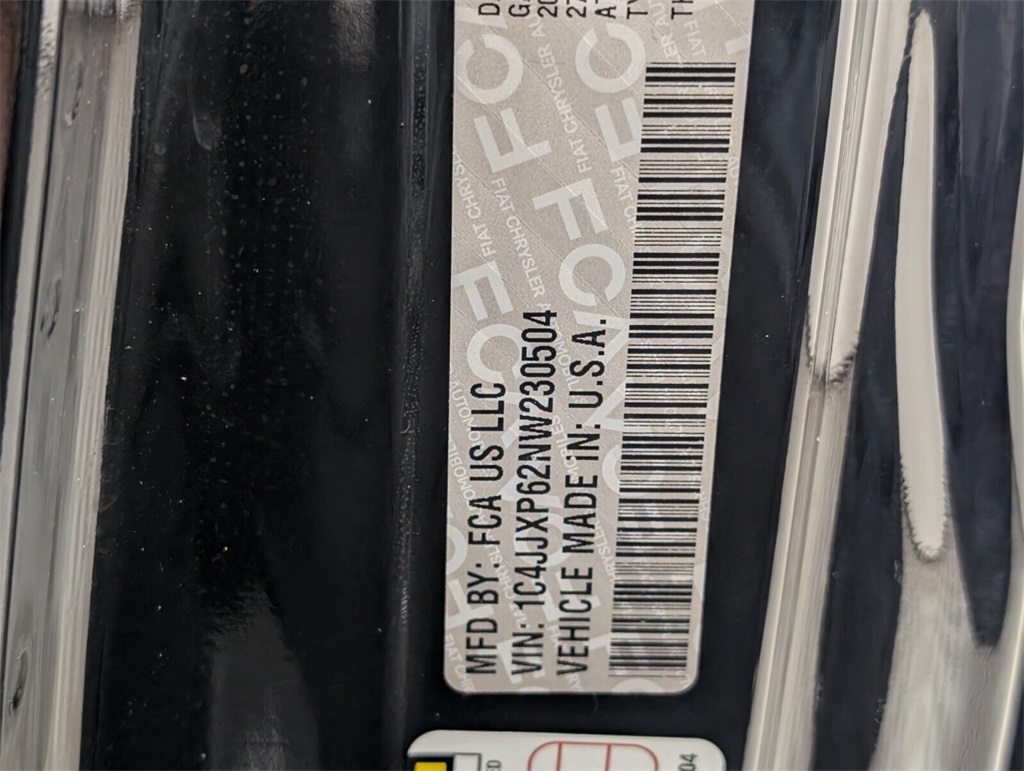 MFD BY: FCA US LLC
VIN: 1C4JJXP62NW230504
VEHICLE MADE IN: U.S.A.